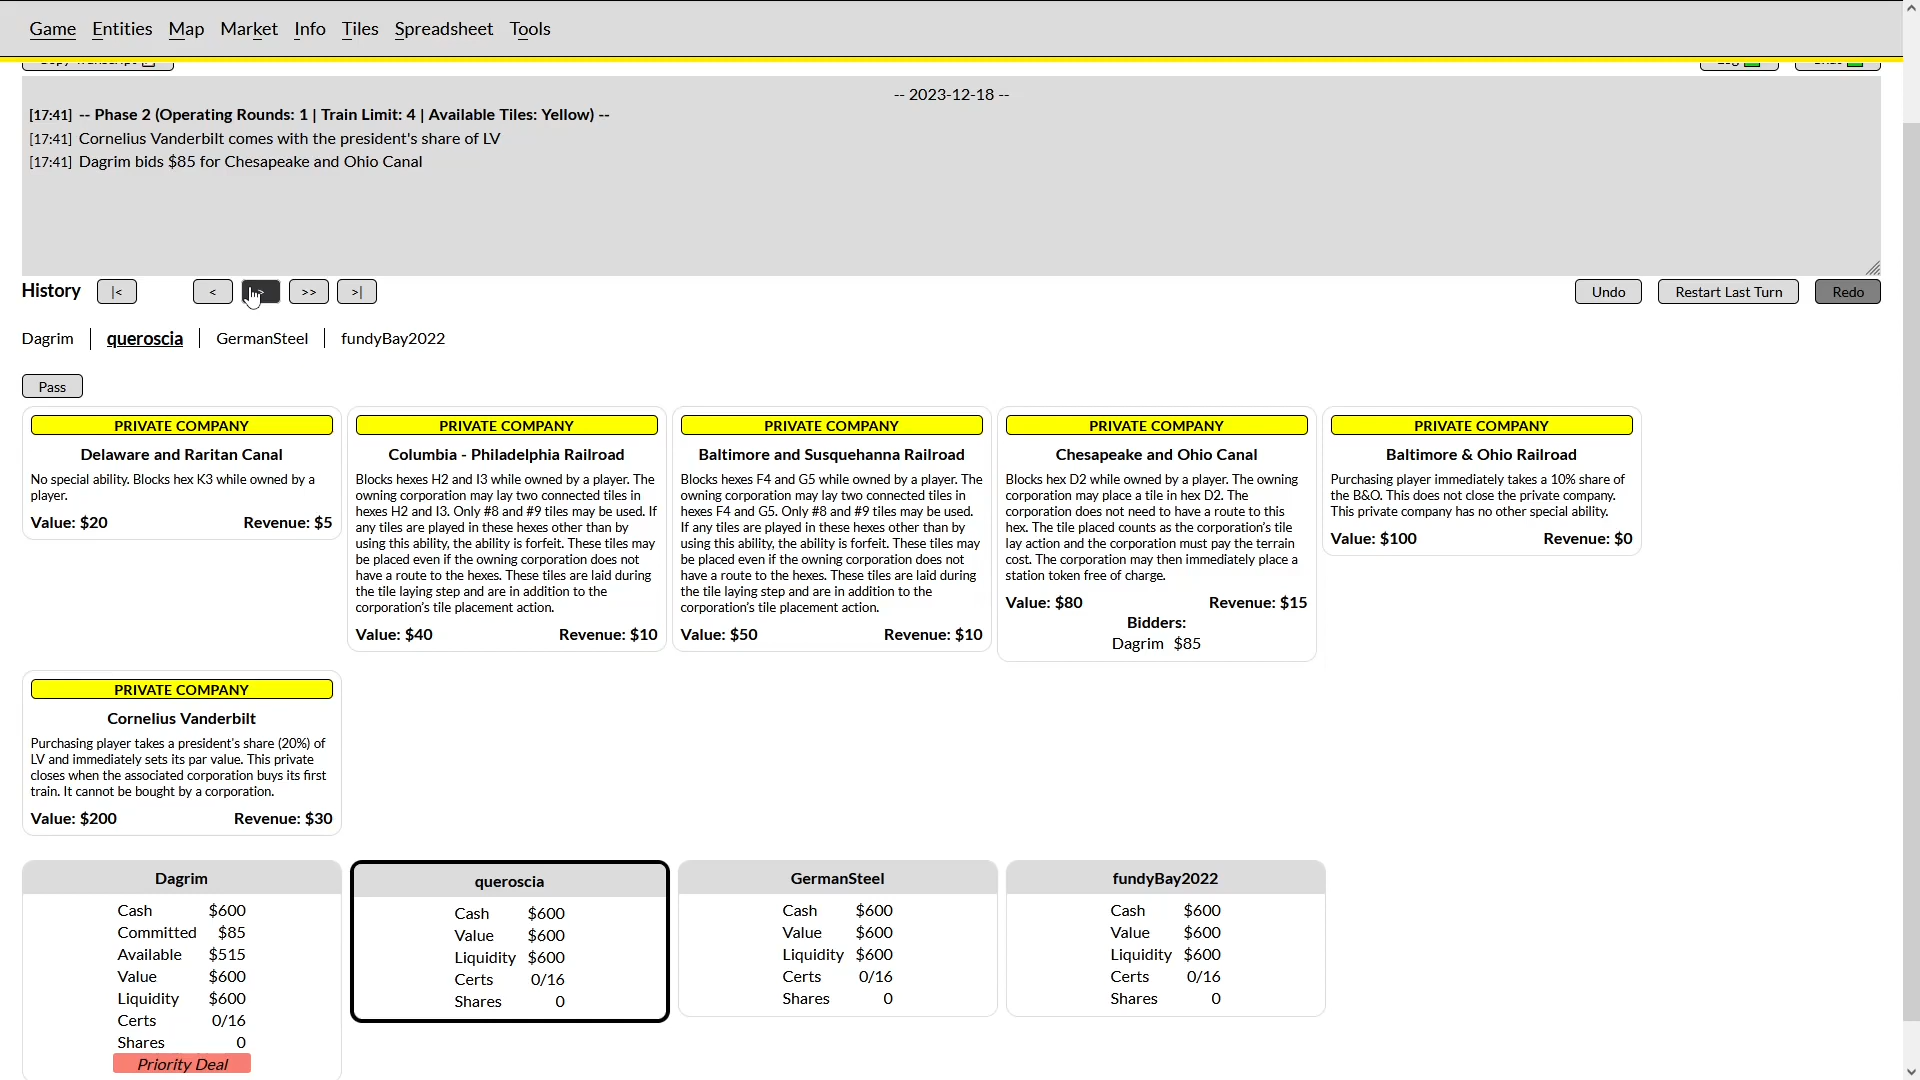 Game Entities Map Market Info Tiles Spreadsheet Tools
-- 2023-12-18 --
[17:41] -- Phase 2 (Operating Rounds: 1 | Train Limit: 4 | Available Tiles: Yellow) --
[17:41] Cornelius Vanderbilt comes with the president's share of LV
[17:41] Dagrim bids $85 for Chesapeake and Ohio Canal
History |< < > >> >| Undo Restart Last Turn Redo
Dagrim | queroscia | GermanSteel | fundyBay2022
Pass
PRIVATE COMPANY
Delaware and Raritan Canal
No special ability. Blocks hex K3 while owned by a
player.
Value: $20 Revenue: $5
PRIVATE COMPANY
Columbia - Philadelphia Railroad
Blocks hexes H2 and I3 while owned by a player. The
owning corporation may lay two connected tiles in
hexes H2 and I3. Only #8 and #9 tiles may be used. If
any tiles are played in these hexes other than by
using this ability, the ability is forfeit. These tiles may
be placed even if the owning corporation does not
have a route to the hexes. These tiles are laid during
the tile laying step and are in addition to the
corporation's tile placement action.
Value: $40 Revenue: $10
PRIVATE COMPANY
Baltimore and Susquehanna Railroad
Blocks hexes F4 and G5 while owned by a player. The
owning corporation may lay two connected tiles in
hexes F4 and G5. Only #8 and #9 tiles may be used.
If any tiles are played in these hexes other than by
using this ability, the ability is forfeit. These tiles may
be placed even if the owning corporation does not
have a route to the hexes. These tiles are laid during
the tile laying step and are in addition to the
corporation's tile placement action.
Value: $50 Revenue: $10
PRIVATE COMPANY
Chesapeake and Ohio Canal
Blocks hex D2 while owned by a player. The owning
corporation may place a tile in hex D2. The
corporation does not need to have a route to this
hex. The tile placed counts as the corporation's tile
lay action and the corporation must pay the terrain
cost. The corporation may then immediately place a
station token free of charge.
Value: $80 Revenue: $15
Bidders:
Dagrim $85
PRIVATE COMPANY
Baltimore & Ohio Railroad
Purchasing player immediately takes a 10% share of
the B&O. This does not close the private company.
This private company has no other special ability.
Value: $100 Revenue: $0
PRIVATE COMPANY
Cornelius Vanderbilt
Purchasing player takes a president's share (20%) of
LV and immediately sets its par value. This private
closes when the associated corporation buys its first
train. It cannot be bought by a corporation.
Value: $200 Revenue: $30
Dagrim
Cash $600
Committed $85
Available $515
Value $600
Liquidity $600
Certs 0/16
Shares 0
Priority Deal
queroscia
Cash $600
Value $600
Liquidity $600
Certs 0/16
Shares 0
GermanSteel
Cash $600
Value $600
Liquidity $600
Certs 0/16
Shares 0
fundyBay2022
Cash $600
Value $600
Liquidity $600
Certs 0/16
Shares 0